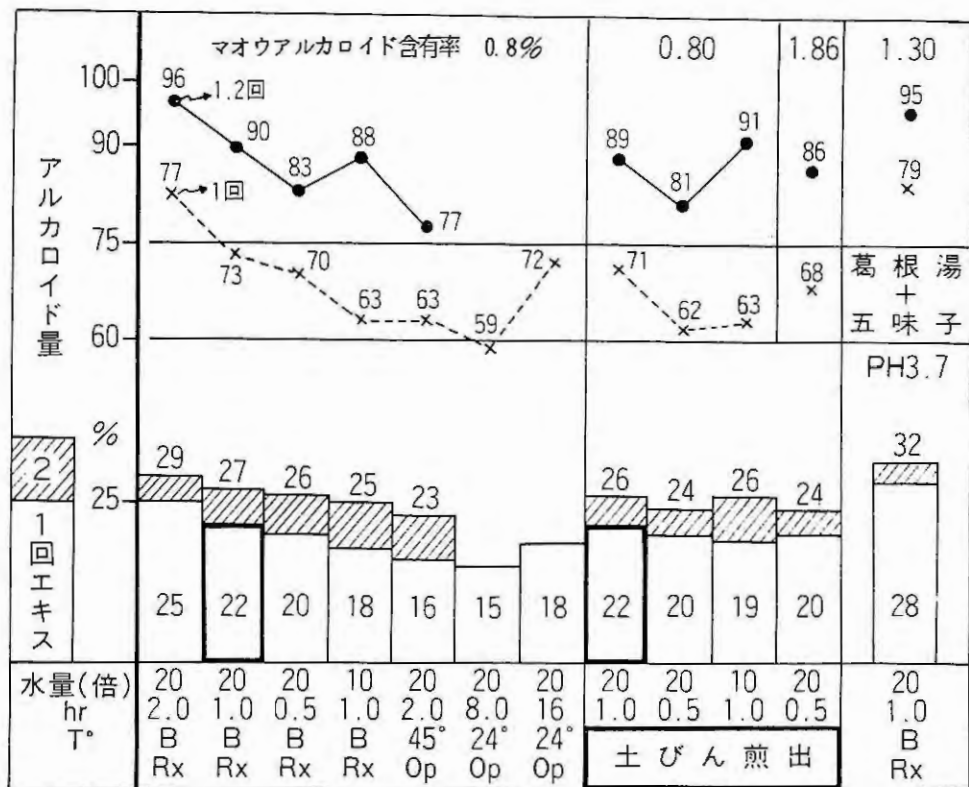 マオウアルカロイド含有率 0.8% 0.80 1.86 1.30
アルカロイド量
100
90
75
60
%
25
96 →1.2回
90
83
88
77
77 →1回
73
70
63
63
59
72
89
81
91
86
95
71
62
63
68
79
葛根湯
+
五味子
PH3.7
2
1回エキス
29 27 26 25 23 26 24 26 24 32
25 22 20 18 16 15 18 22 20 19 20 28
水量(倍) 20 20 20 10 20 20 20 20 20 10 20 20
hr 2.0 1.0 0.5 1.0 2.0 8.0 16 1.0 0.5 1.0 0.5 1.0
T° B B B B 45° 24° 24° 土びん煎出 B
Rx Rx Rx Rx Op Op Op Rx